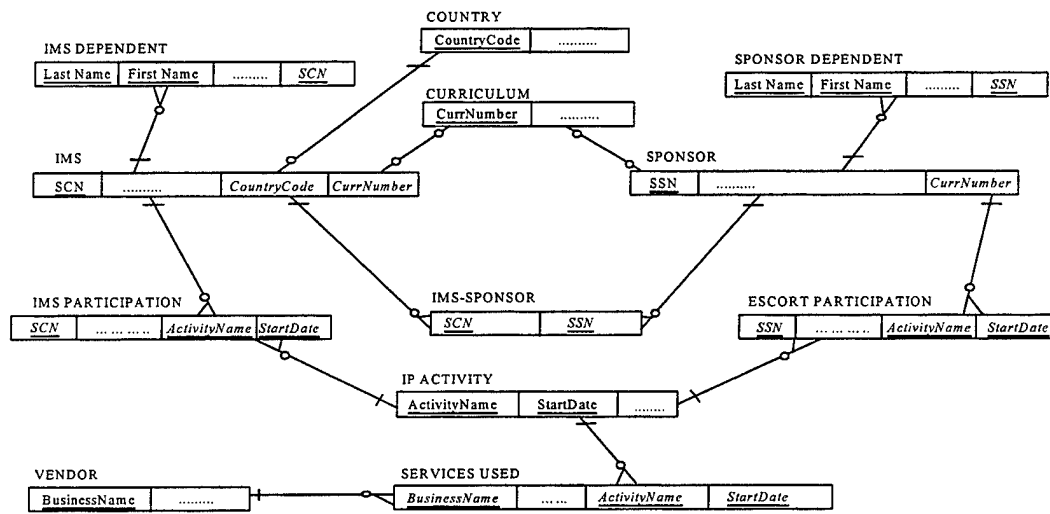 COUNTRY
CountryCode ..........
IMS DEPENDENT
Last Name First Name ......... SCN
SPONSOR DEPENDENT
Last Name First Name ......... SSN
CURRICULUM
CurrNumber ..........
IMS
SCN .......... CountryCode CurrNumber
SPONSOR
SSN .......... CurrNumber
IMS PARTICIPATION
SCN ... ... ... .. ActivityName StartDate
IMS-SPONSOR
SCN SSN
ESCORT PARTICIPATION
SSN ... ... ... .. ActivityName StartDate
IP ACTIVITY
ActivityName StartDate ........
VENDOR
BusinessName .........
SERVICES USED
BusinessName ... ... ActivityName StartDate